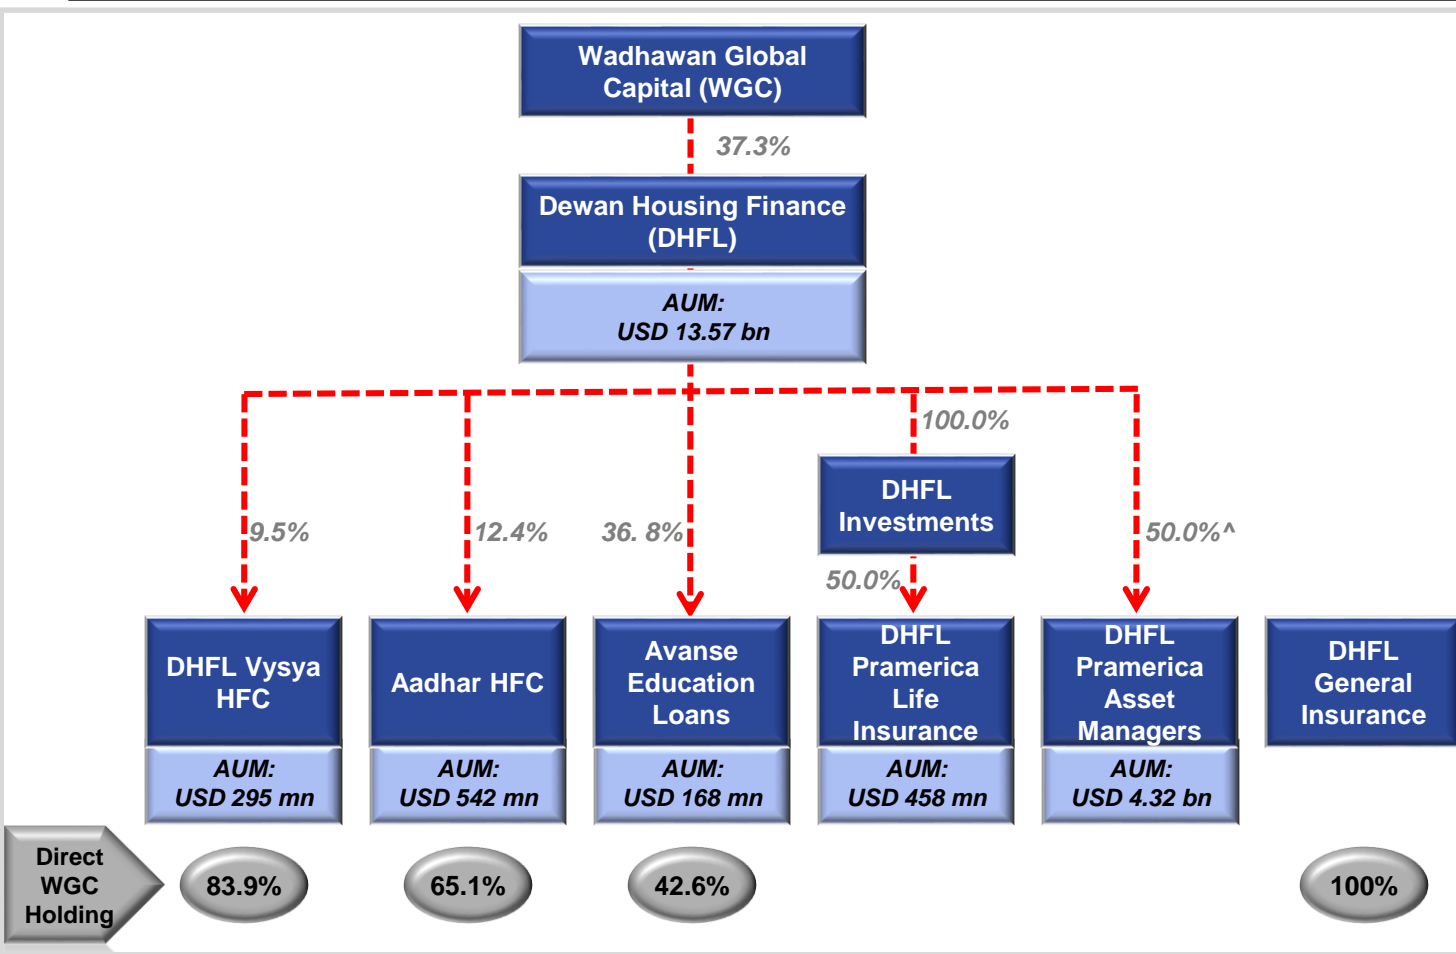 Wadhawan Global
Capital (WGC)
37.3%
Dewan Housing Finance
(DHFL)
AUM:
USD 13.57 bn
100.0%
DHFL
Investments
9.5%
12.4%
36. 8%
50.0%^
50.0%
DHFL Vysya
HFC
AUM:
USD 295 mn
Aadhar HFC
AUM:
USD 542 mn
Avanse
Education
Loans
AUM:
USD 168 mn
DHFL
Pramerica
Life
Insurance
AUM:
USD 458 mn
DHFL
Pramerica
Asset
Managers
AUM:
USD 4.32 bn
DHFL
General
Insurance
Direct
WGC
Holding
83.9%
65.1%
42.6%
100%